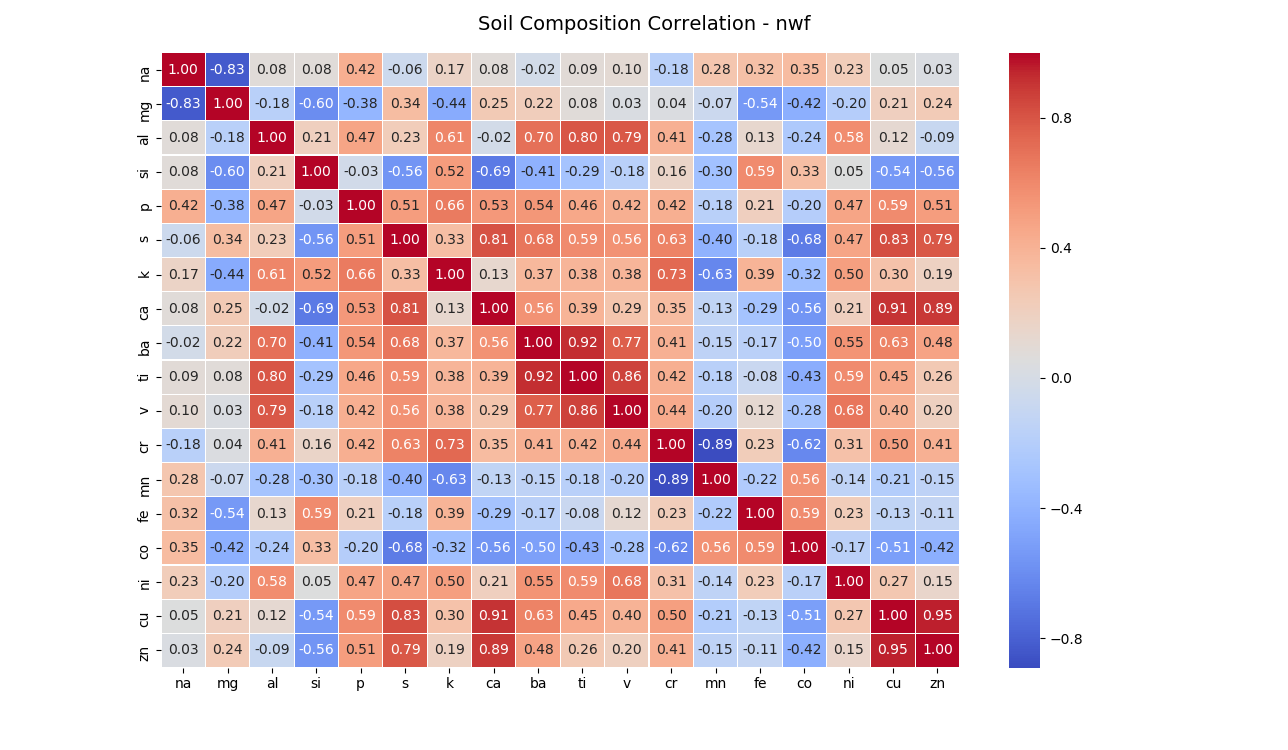 Soil Composition Correlation - nwf
na 1.00 -0.83 0.08 0.08 0.42 -0.06 0.17 0.08 -0.02 0.09 0.10 -0.18 0.28 0.32 0.35 0.23 0.05 0.03
mg -0.83 1.00 -0.18 -0.60 -0.38 0.34 -0.44 0.25 0.22 0.08 0.03 0.04 -0.07 -0.54 -0.42 -0.20 0.21 0.24
al 0.08 -0.18 1.00 0.21 0.47 0.23 0.61 -0.02 0.70 0.80 0.79 0.41 -0.28 0.13 -0.24 0.58 0.12 -0.09
si 0.08 -0.60 0.21 1.00 -0.03 -0.56 0.52 -0.69 -0.41 -0.29 -0.18 0.16 -0.30 0.59 0.33 0.05 -0.54 -0.56
p 0.42 -0.38 0.47 -0.03 1.00 0.51 0.66 0.53 0.54 0.46 0.42 0.42 -0.18 0.21 -0.20 0.47 0.59 0.51
s -0.06 0.34 0.23 -0.56 0.51 1.00 0.33 0.81 0.68 0.59 0.56 0.63 -0.40 -0.18 -0.68 0.47 0.83 0.79
k 0.17 -0.44 0.61 0.52 0.66 0.33 1.00 0.13 0.37 0.38 0.38 0.73 -0.63 0.39 -0.32 0.50 0.30 0.19
ca 0.08 0.25 -0.02 -0.69 0.53 0.81 0.13 1.00 0.56 0.39 0.29 0.35 -0.13 -0.29 -0.56 0.21 0.91 0.89
ba -0.02 0.22 0.70 -0.41 0.54 0.68 0.37 0.56 1.00 0.92 0.77 0.41 -0.15 -0.17 -0.50 0.55 0.63 0.48
ti 0.09 0.08 0.80 -0.29 0.46 0.59 0.38 0.39 0.92 1.00 0.86 0.42 -0.18 -0.08 -0.43 0.59 0.45 0.26
v 0.10 0.03 0.79 -0.18 0.42 0.56 0.38 0.29 0.77 0.86 1.00 0.44 -0.20 0.12 -0.28 0.68 0.40 0.20
cr -0.18 0.04 0.41 0.16 0.42 0.63 0.73 0.35 0.41 0.42 0.44 1.00 -0.89 0.23 -0.62 0.31 0.50 0.41
mn 0.28 -0.07 -0.28 -0.30 -0.18 -0.40 -0.63 -0.13 -0.15 -0.18 -0.20 -0.89 1.00 -0.22 0.56 -0.14 -0.21 -0.15
fe 0.32 -0.54 0.13 0.59 0.21 -0.18 0.39 -0.29 -0.17 -0.08 0.12 0.23 -0.22 1.00 0.59 0.23 -0.13 -0.11
co 0.35 -0.42 -0.24 0.33 -0.20 -0.68 -0.32 -0.56 -0.50 -0.43 -0.28 -0.62 0.56 0.59 1.00 -0.17 -0.51 -0.42
ni 0.23 -0.20 0.58 0.05 0.47 0.47 0.50 0.21 0.55 0.59 0.68 0.31 -0.14 0.23 -0.17 1.00 0.27 0.15
cu 0.05 0.21 0.12 -0.54 0.59 0.83 0.30 0.91 0.63 0.45 0.40 0.50 -0.21 -0.13 -0.51 0.27 1.00 0.95
zn 0.03 0.24 -0.09 -0.56 0.51 0.79 0.19 0.89 0.48 0.26 0.20 0.41 -0.15 -0.11 -0.42 0.15 0.95 1.00
na mg al si p s k ca ba ti v cr mn fe co ni cu zn
0.8
0.4
0.0
−0.4
−0.8